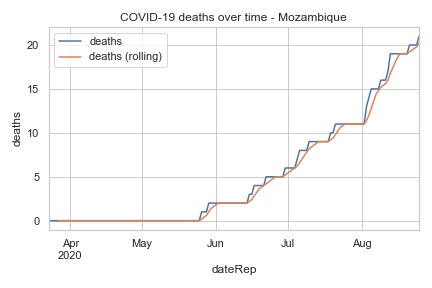 COVID-19 deaths over time - Mozambique
deaths
deaths (rolling)
deaths
20
15
10
5
0
Apr May Jun Jul Aug
2020
dateRep